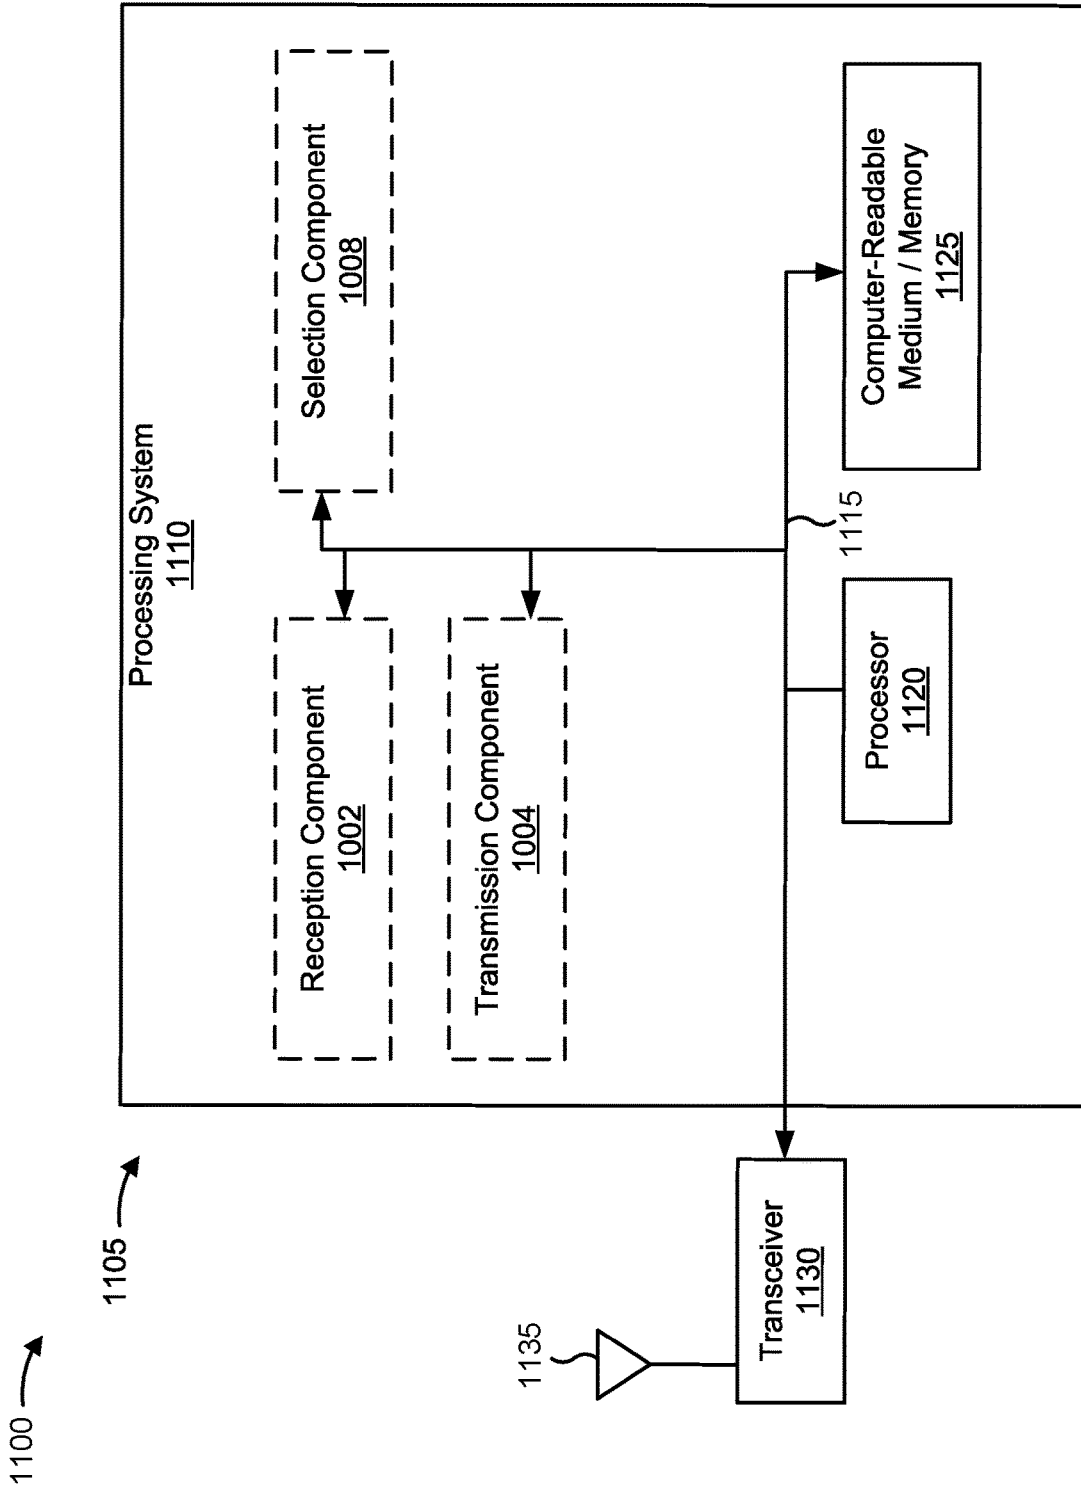 1100
1105
Processing System
1110
Reception Component
1002
Selection Component
1008
Transmission Component
1004
1135
Transceiver
1130
1115
Processor
1120
Computer-Readable
Medium / Memory
1125